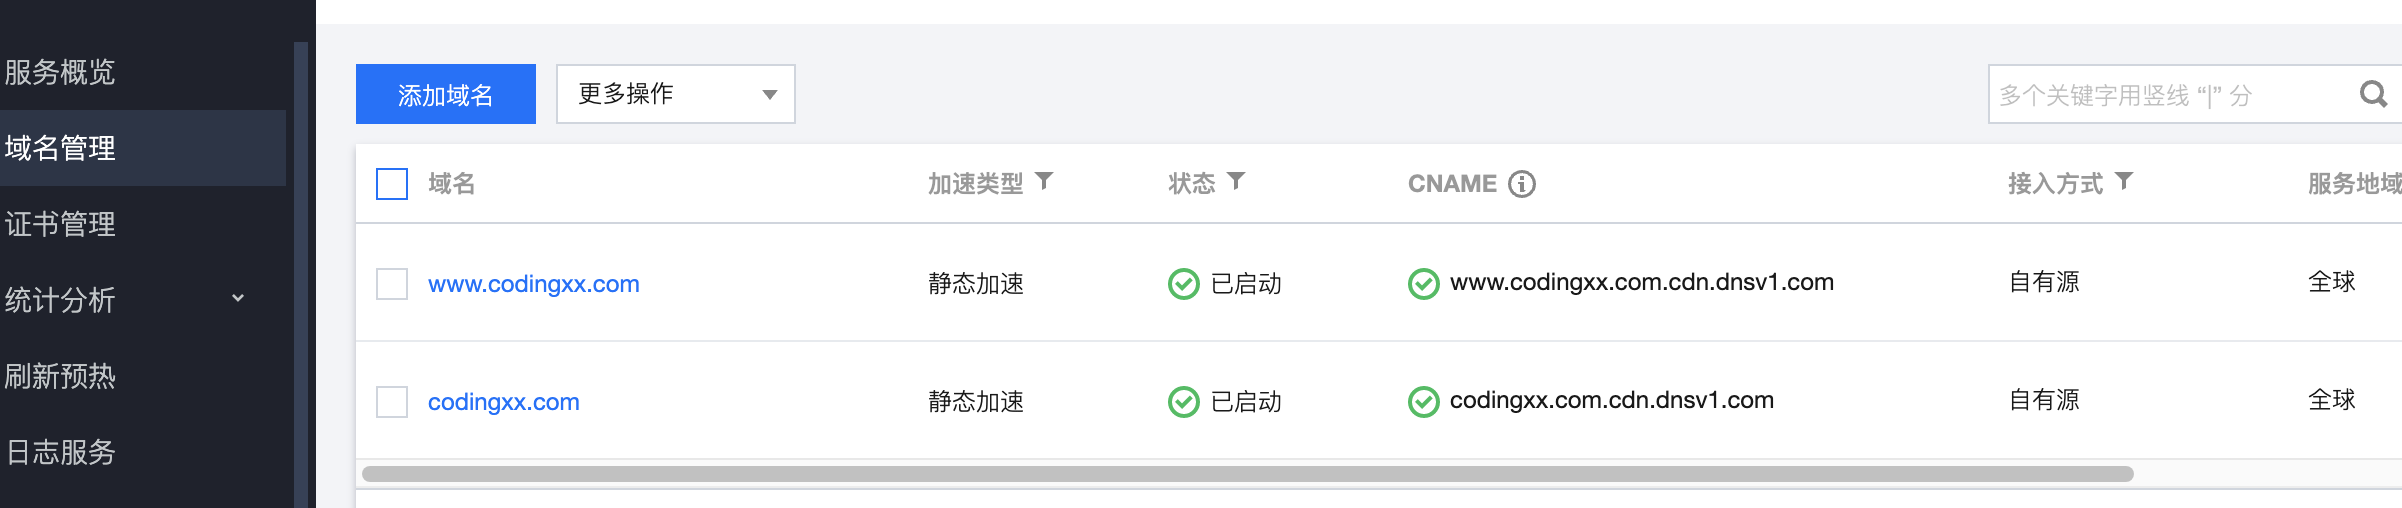 服务概览
域名管理
证书管理
统计分析
刷新预热
日志服务
添加域名 更多操作 多个关键字用竖线 “|” 分
域名 加速类型 状态 CNAME 接入方式 服务地域
www.codingxx.com 静态加速 已启动 www.codingxx.com.cdn.dnsv1.com 自有源 全球
codingxx.com 静态加速 已启动 codingxx.com.cdn.dnsv1.com 自有源 全球